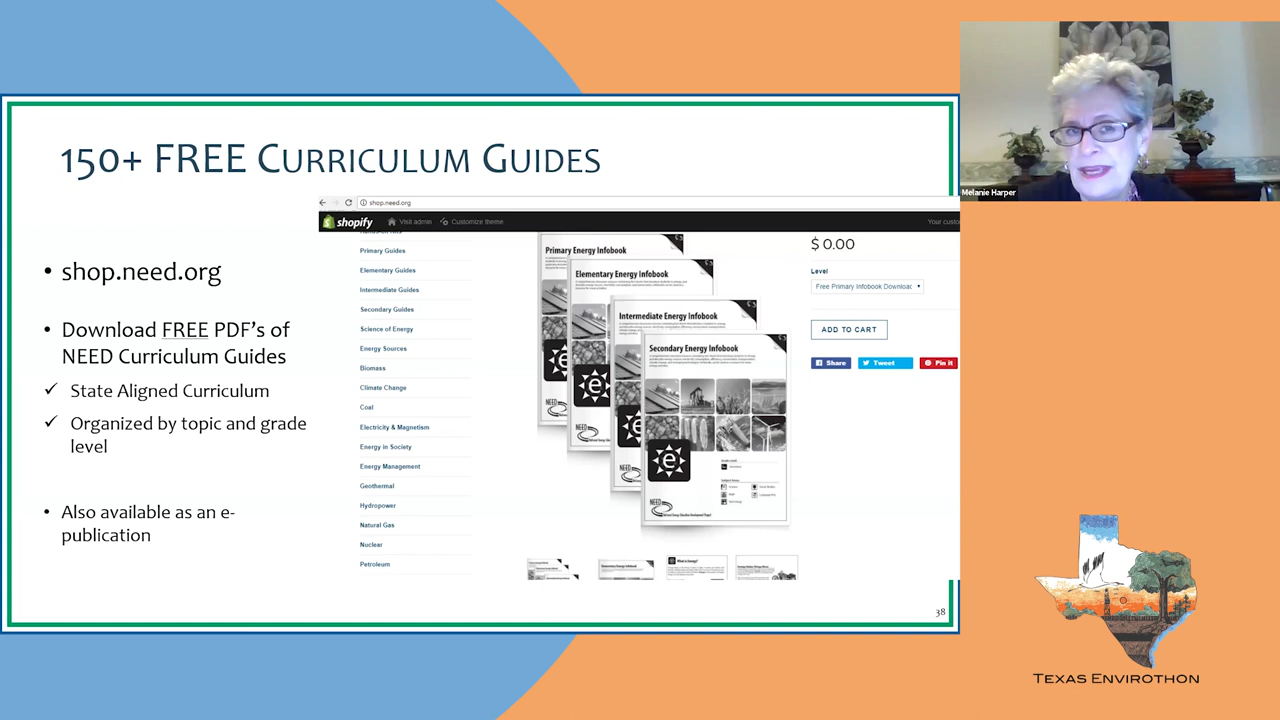 150+ FREE CURRICULUM GUIDES
• shop.need.org
• Download FREE PDF's of
NEED Curriculum Guides
✓ State Aligned Curriculum
✓ Organized by topic and grade
level
• Also available as an e-
publication
shop.need.org
shopify
Visit admin
Customize theme
Primary Guides
Elementary Guides
Intermediate Guides
Secondary Guides
Science of Energy
Energy Sources
Biomass
Climate Change
Coal
Electricity & Magnetism
Energy in Society
Energy Management
Geothermal
Hydropower
Natural Gas
Nuclear
Petroleum
Primary Energy Infobook
Elementary Energy Infobook
Intermediate Energy Infobook
Secondary Energy Infobook
e
NEED
$ 0.00
Level
Free Primary Infobook Download
ADD TO CART
Share
Tweet
Pin it
38
Melanie Harper
TEXAS ENVIROTHON